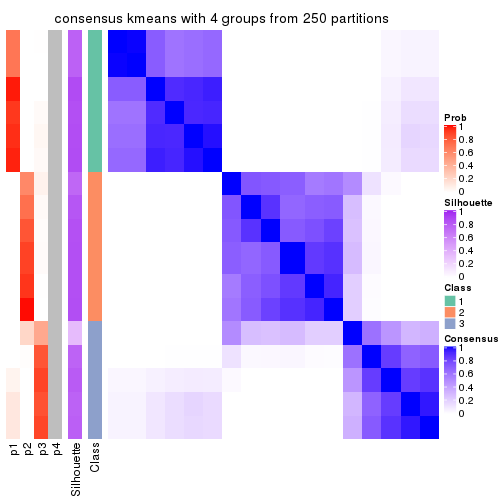 consensus kmeans with 4 groups from 250 partitions
Prob
1
0.8
0.6
0.4
0.2
0
Silhouette
1
0.8
0.6
0.4
0.2
0
Class
1
2
3
Consensus
1
0.8
0.6
0.4
0.2
0
p1
p2
p3
p4
Silhouette
Class